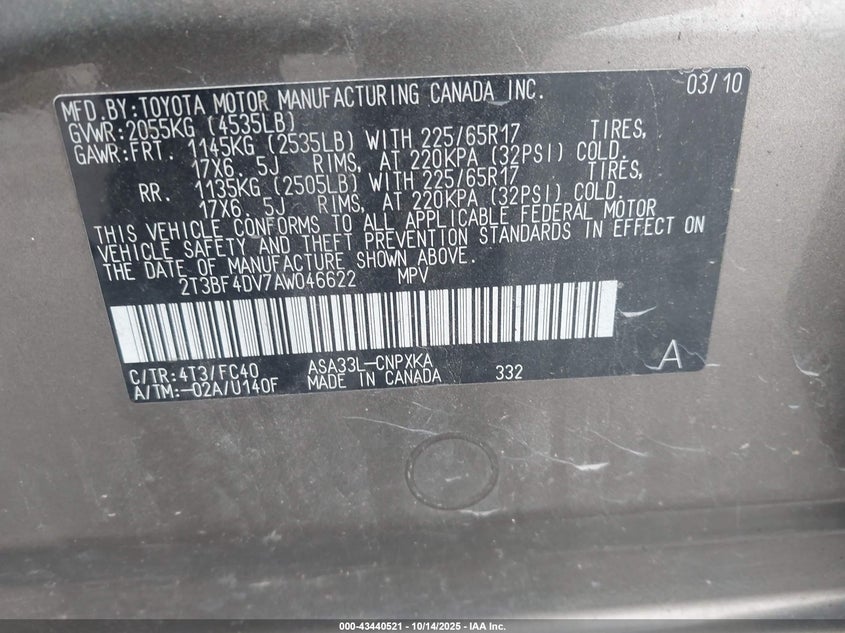 MFD.BY:TOYOTA MOTOR MANUFACTURING CANADA INC. 03/10
GVWR:2055KG (4535LB)
GAWR:FRT. 1145KG (2535LB) WITH 225/65R17 TIRES,
17X6. 5J RIMS, AT 220KPA (32PSI) COLD.
RR. 1135KG (2505LB) WITH 225/65R17 TIRES,
17X6. 5J RIMS, AT 220KPA (32PSI) COLD.
THIS VEHICLE CONFORMS TO ALL APPLICABLE FEDERAL MOTOR
VEHICLE SAFETY AND THEFT PREVENTION STANDARDS IN EFFECT ON
THE DATE OF MANUFACTURE SHOWN ABOVE.
2T3BF4DV7AW046622 MPV
C/TR:4T3/FC40 ASA33L-CNPXKA A
A/TM:-02A/U140F MADE IN CANADA 332
000-43440521 - 10/14/2025 - IAA Inc.